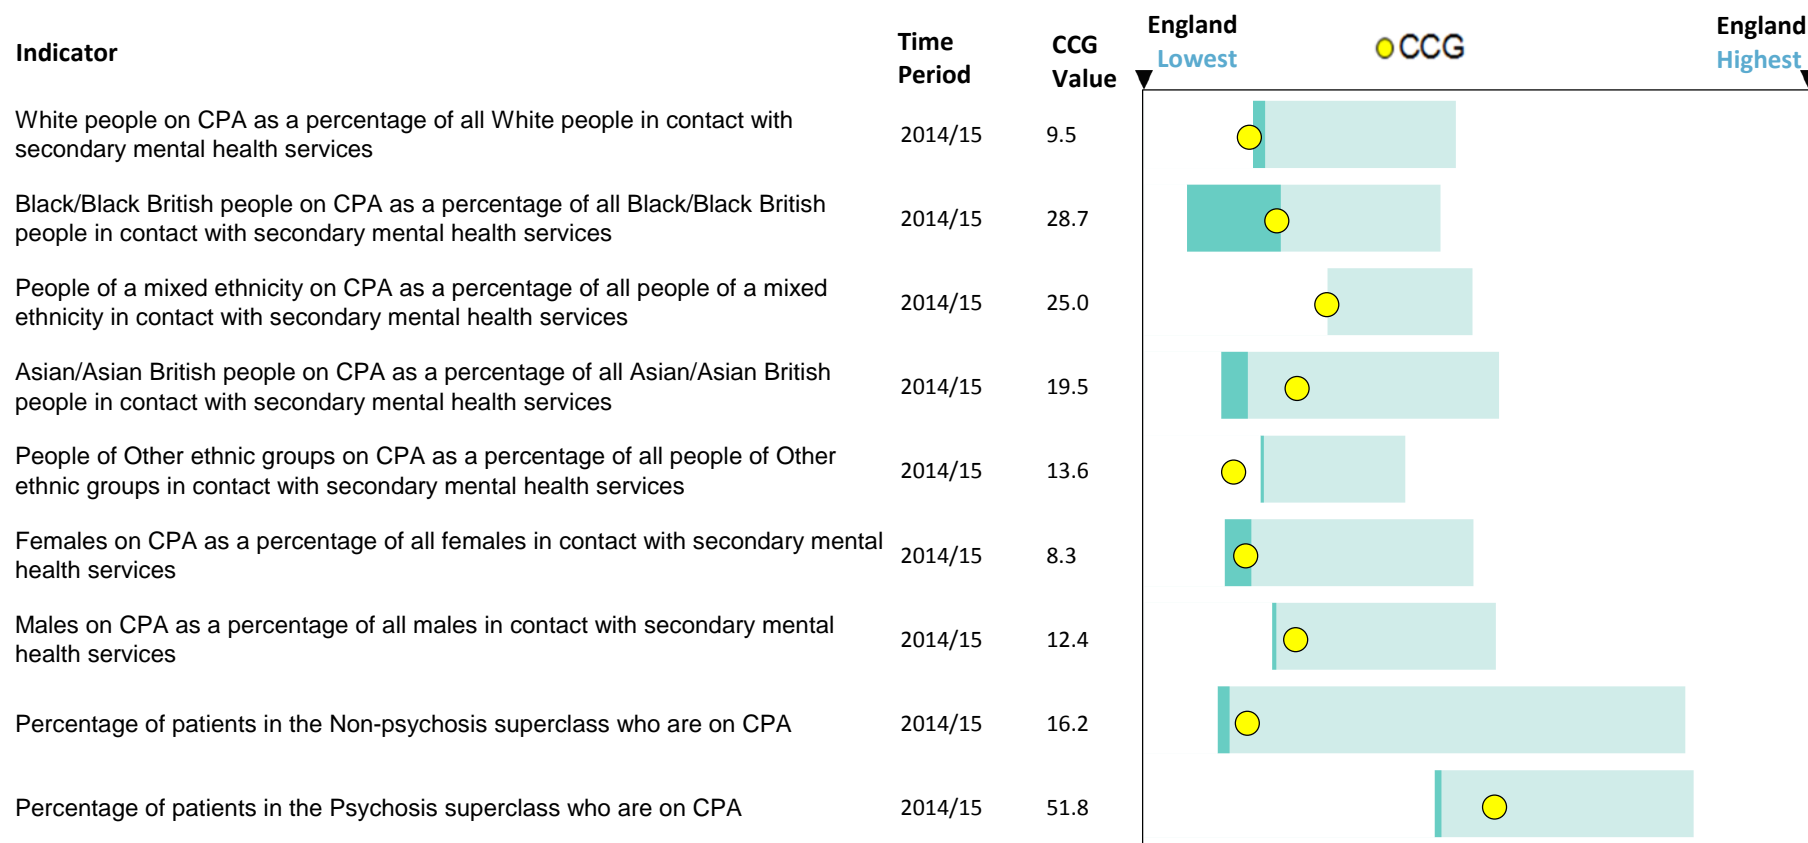 Indicator
Time
Period
CCG
Value
England
Lowest
CCG
England
Highest
White people on CPA as a percentage of all White people in contact with
secondary mental health services
2014/15
9.5
Black/Black British people on CPA as a percentage of all Black/Black British
people in contact with secondary mental health services
2014/15
28.7
People of a mixed ethnicity on CPA as a percentage of all people of a mixed
ethnicity in contact with secondary mental health services
2014/15
25.0
Asian/Asian British people on CPA as a percentage of all Asian/Asian British
people in contact with secondary mental health services
2014/15
19.5
People of Other ethnic groups on CPA as a percentage of all people of Other
ethnic groups in contact with secondary mental health services
2014/15
13.6
Females on CPA as a percentage of all females in contact with secondary mental
health services
2014/15
8.3
Males on CPA as a percentage of all males in contact with secondary mental
health services
2014/15
12.4
Percentage of patients in the Non-psychosis superclass who are on CPA
2014/15
16.2
Percentage of patients in the Psychosis superclass who are on CPA
2014/15
51.8